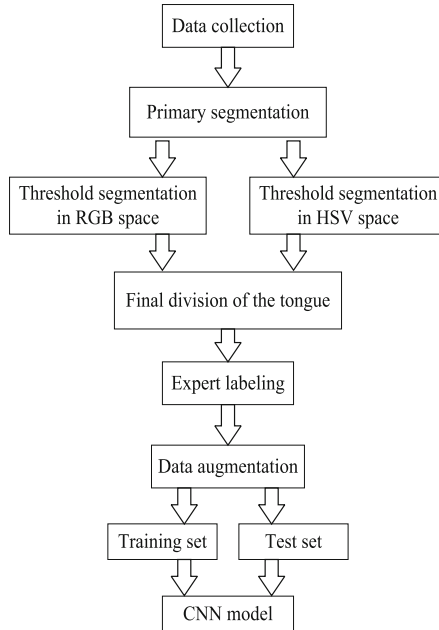 Data collection
Primary segmentation
Threshold segmentation
in RGB space
Threshold segmentation
in HSV space
Final division of the tongue
Expert labeling
Data augmentation
Training set
Test set
CNN model